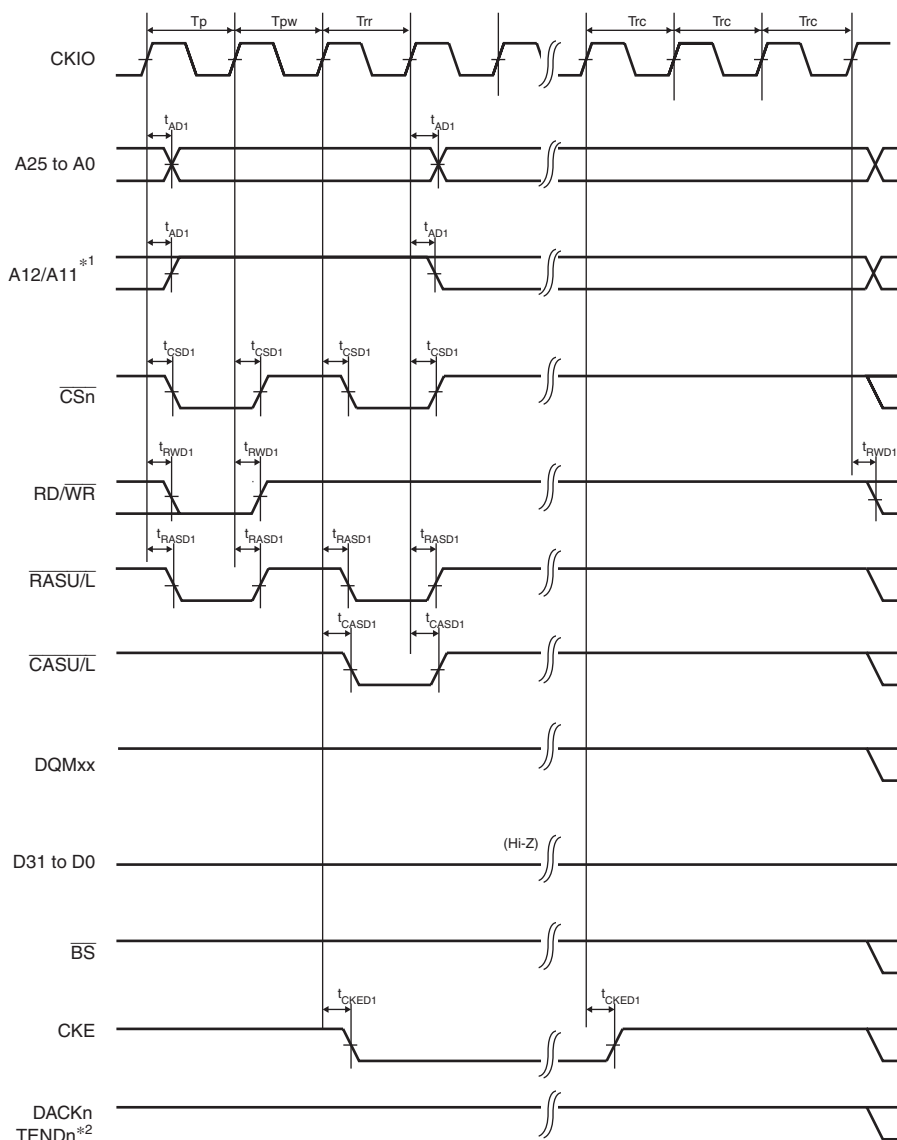 Tp Tpw Trr Trc Trc Trc
CKIO
tAD1 tAD1
A25 to A0
tAD1 tAD1
A12/A11*1
tCSD1 tCSD1 tCSD1 tCSD1
CSn
tRWD1 tRWD1 tRWD1
RD/WR
tRASD1 tRASD1 tRASD1 tRASD1
RASU/L
tCASD1 tCASD1
CASU/L
DQMxx
(Hi-Z)
D31 to D0
BS
tCKED1 tCKED1
CKE
DACKn
TENDn*2